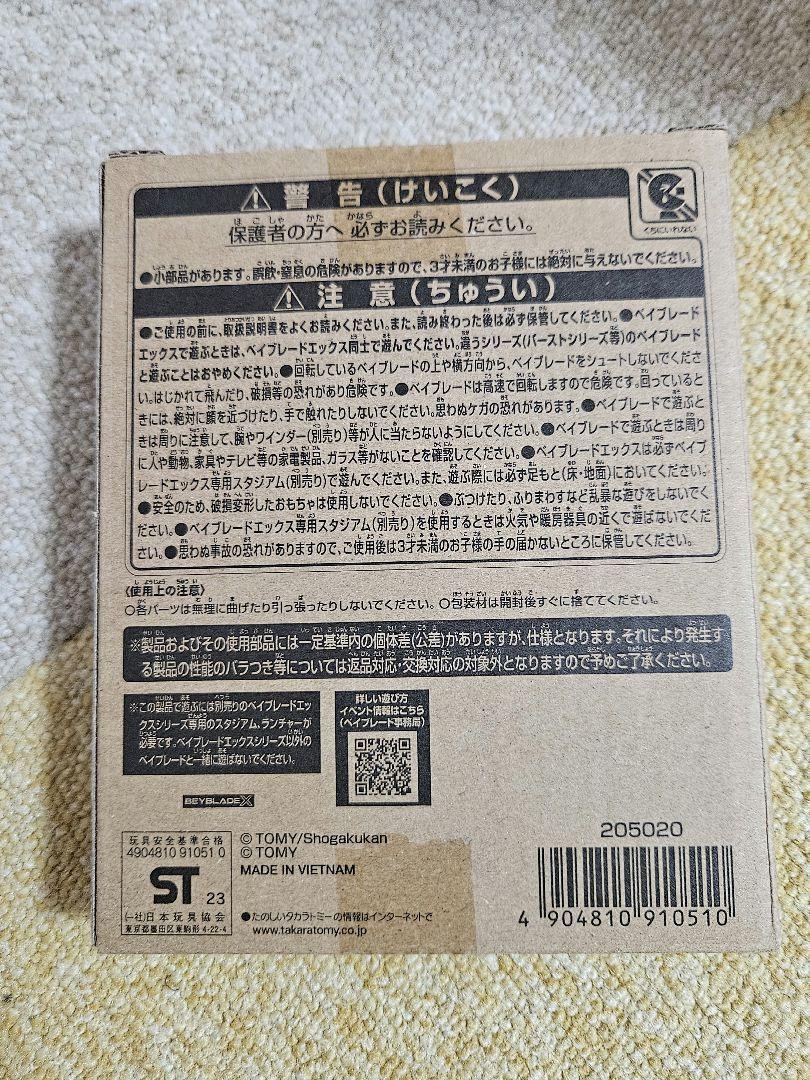 警告(けいこく)
保護者の方へ 必ずお読みください。
くちにいれない
●小部品があります。誤飲・窒息の危険がありますので、3才未満のお子様には絶対に与えないでください。
注意(ちゅうい)
●ご使用の前に、取扱説明書をよくお読みください。また、読み終わった後は必ず保管してください。●ベイブレード
エックスで遊ぶときは、ベイブレードエックス同士で遊んでください。違うシリーズ(バーストシリーズ等)のベイブレード
と遊ぶことはおやめください。●回転しているベイブレードの上や横方向から、ベイブレードをシュートしないでくださ
い。はじかれて飛んだり、破損等の恐れがあり危険です。●ベイブレードは高速で回転しますので危険です。回っていると
きには、絶対に顔を近づけたり、手で触れたりしないでください。思わぬケガの恐れがあります。●ベイブレードで遊ぶと
きは周りに注意して、腕やワインダー(別売り)等が人に当たらないようにしてください。●ベイブレードで遊ぶときは周り
に人や動物、家具やテレビ等の家電製品、ガラス等がないことを確認してください。●ベイブレードエックスは必ずベイブ
レードエックス専用スタジアム(別売り)で遊んでください。また、遊ぶ際には必ず足もと(床・地面)においてください。
●安全のため、破損変形したおもちゃは使用しないでください。●ぶつけたり、ふりまわすなど乱暴な遊びをしないでく
ださい。●ベイブレードエックス専用スタジアム(別売り)を使用するときは火気や暖房器具の近くで遊ばないでくだ
さい。●思わぬ事故の恐れがありますので、ご使用後は3才未満のお子様の手の届かないところに保管してください。
〈使用上の注意〉
○各パーツは無理に曲げたり引っ張ったりしないでください。○包装材は開封後すぐに捨ててください。
※製品およびその使用部品には一定基準内の個体差(公差)がありますが、仕様となります。それにより発生す
る製品の性能のバラつき等については返品対応・交換対応の対象外となりますので予めご了承ください。
※この製品で遊ぶには別売りのベイブレードエッ
クスシリーズ等用のスタジアム、ランチャーが
必要です。ベイブレードエックスシリーズ以外の
ベイブレードと一緒に遊ばないでください。
詳しい遊び方
イベント情報はこちら
(ベイブレード事務局)
BEYBLADE X
玩具安全基準合格
4904810 91051 0
ST 23
(一社)日本玩具協会
東京都墨田区東駒形 4-22-4
© TOMY/Shogakukan
© TOMY
MADE IN VIETNAM
●たのしいタカラトミーの情報はインターネットで
www.takaratomy.co.jp
205020
4 904810 910510